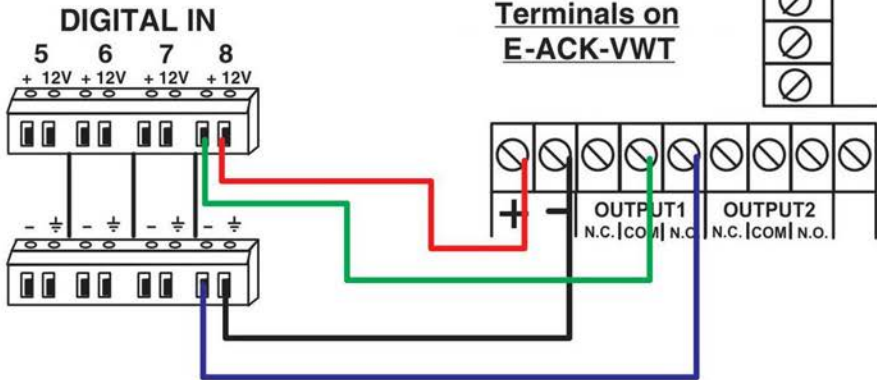 DIGITAL IN
5 6 7 8
+ 12V + 12V + 12V + 12V
- ⏚ - ⏚ - ⏚ - ⏚
Terminals on
E-ACK-VWT
+ - OUTPUT1 OUTPUT2
N.C. COM N.O. N.C. COM N.O.